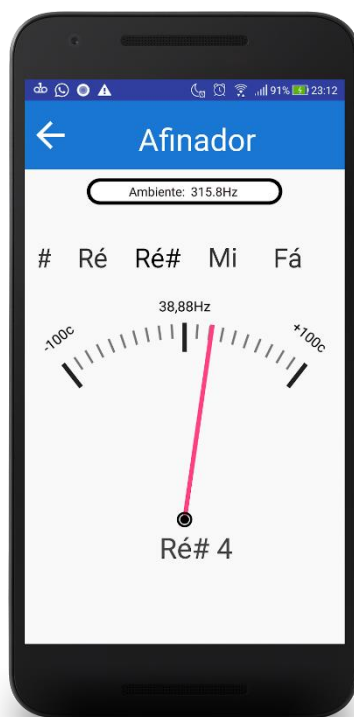 91% 23:12
Afinador
Ambiente: 315.8Hz
# Ré Ré# Mi Fá
38,88Hz
-100c +100c
Ré# 4